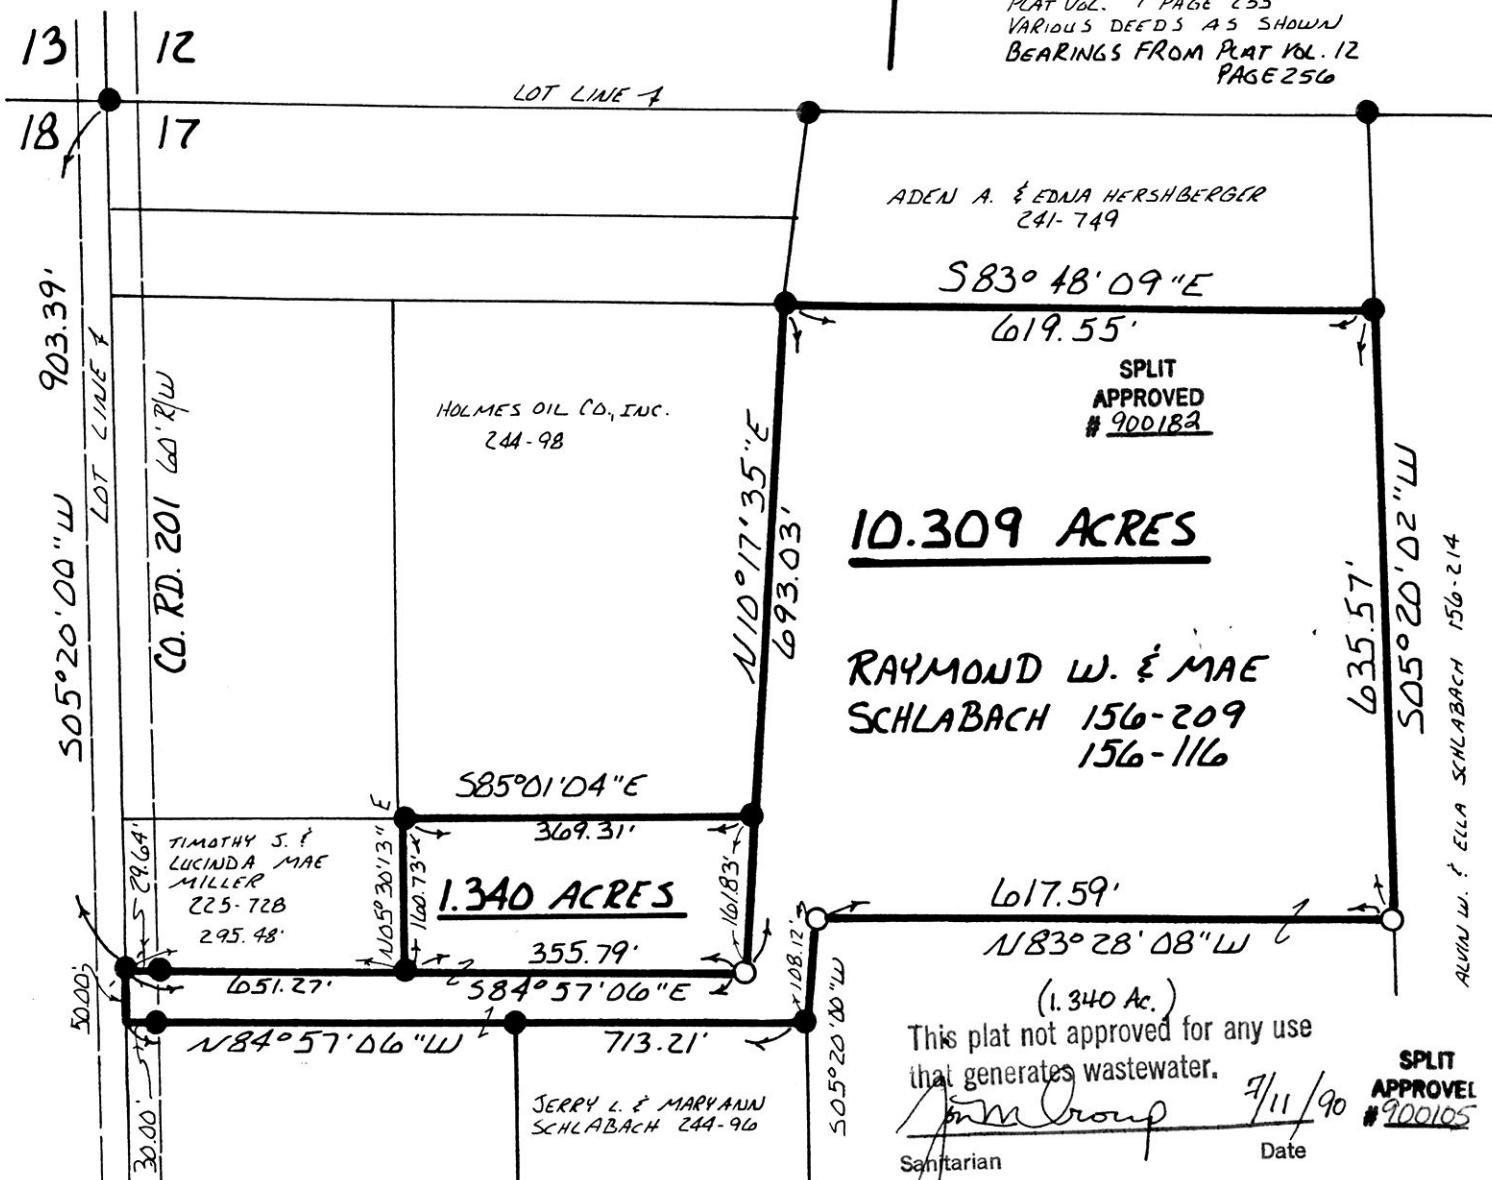 PLAT VOL. 7 PAGE 233
VARIOUS DEEDS AS SHOWN
BEARINGS FROM PLAT VOL. 12
PAGE 256
13
12
18
17
LOT LINE
ADEN A. & EDNA HERSHBERGER
241-749
S83° 48' 09"E
619.55'
SPLIT
APPROVED
# 900182
903.39'
LOT LINE
S05° 20' 00"W
CO. RD. 201 60' R/W
HOLMES OIL CO., INC.
244-98
N10° 17' 35"E
693.03'
10.309 ACRES
RAYMOND W. & MAE
SCHLABACH 156-209
156-116
635.57'
S05° 20' 02"W
ALVIN W. & ELLA SCHLABACH 156-214
S85° 01' 04"E
369.31'
TIMOTHY J. &
LUCINDA MAE
MILLER
225-728
295.48'
29.64'
N05° 30' 13" E
160.73'
1.340 ACRES
161.83'
355.79'
S84° 57' 06"E
651.27'
50.00'
N84° 57' 06"W
713.21'
108.12'
S05° 20' 00"W
617.59'
N83° 28' 08"W
(1.340 Ac.)
This plat not approved for any use
that generates wastewater.
7/11/90
Sanitarian
Date
SPLIT
APPROVED
# 900105
30.00'
JERRY L. & MARY ANN
SCHLABACH 244-96